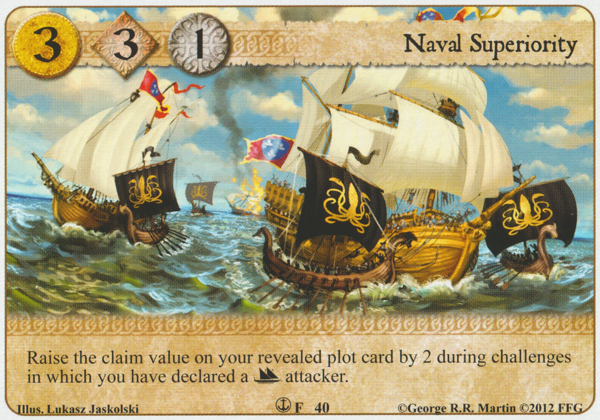 3 3 1 Naval Superiority
Raise the claim value on your revealed plot card by 2 during challenges
in which you have declared a attacker.
Illus. Lukasz Jaskolski F 40 ©George R.R. Martin ©2012 FFG